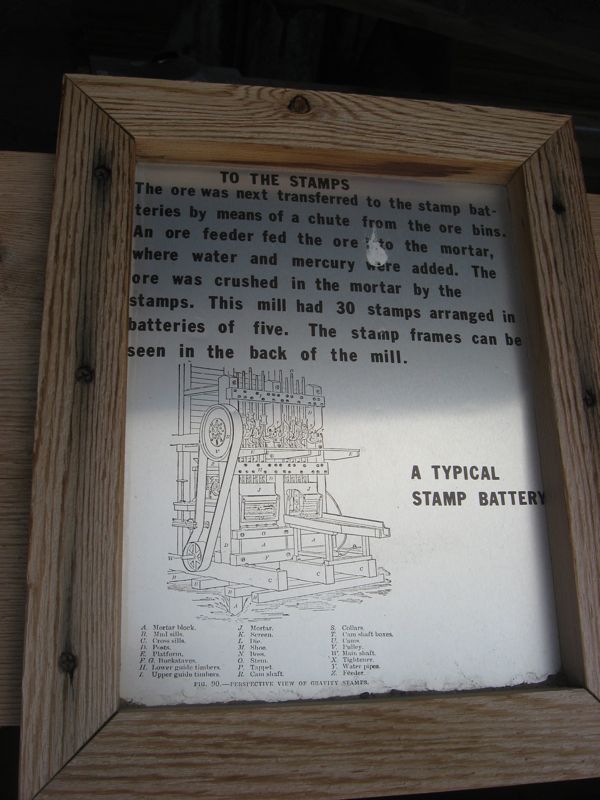 TO THE STAMPS
The ore was next transferred to the stamp bat-
teries by means of a chute from the ore bins.
An ore feeder fed the ore to the mortar,
where water and mercury were added. The
ore was crushed in the mortar by the
stamps. This mill had 30 stamps arranged in
batteries of five. The stamp frames can be
seen in the back of the mill.
A TYPICAL
STAMP BATTERY
A. Mortar block.
B. Mud sills.
C. Cross sills.
D. Posts.
E. Platform.
F. G. Buckstaves.
H. Lower guide timbers.
I. Upper guide timbers.
J. Mortar.
K. Screen.
L. Die.
M. Shoe.
N. Boss.
O. Stem.
P. Tappet.
R. Cam shaft.
S. Collars.
T. Cam shaft boxes.
U. Cams.
V. Pulley.
W. Main shaft.
X. Tightener.
Y. Water pipes.
Z. Feeder.
FIG. 90.—PERSPECTIVE VIEW OF GRAVITY STAMPS.